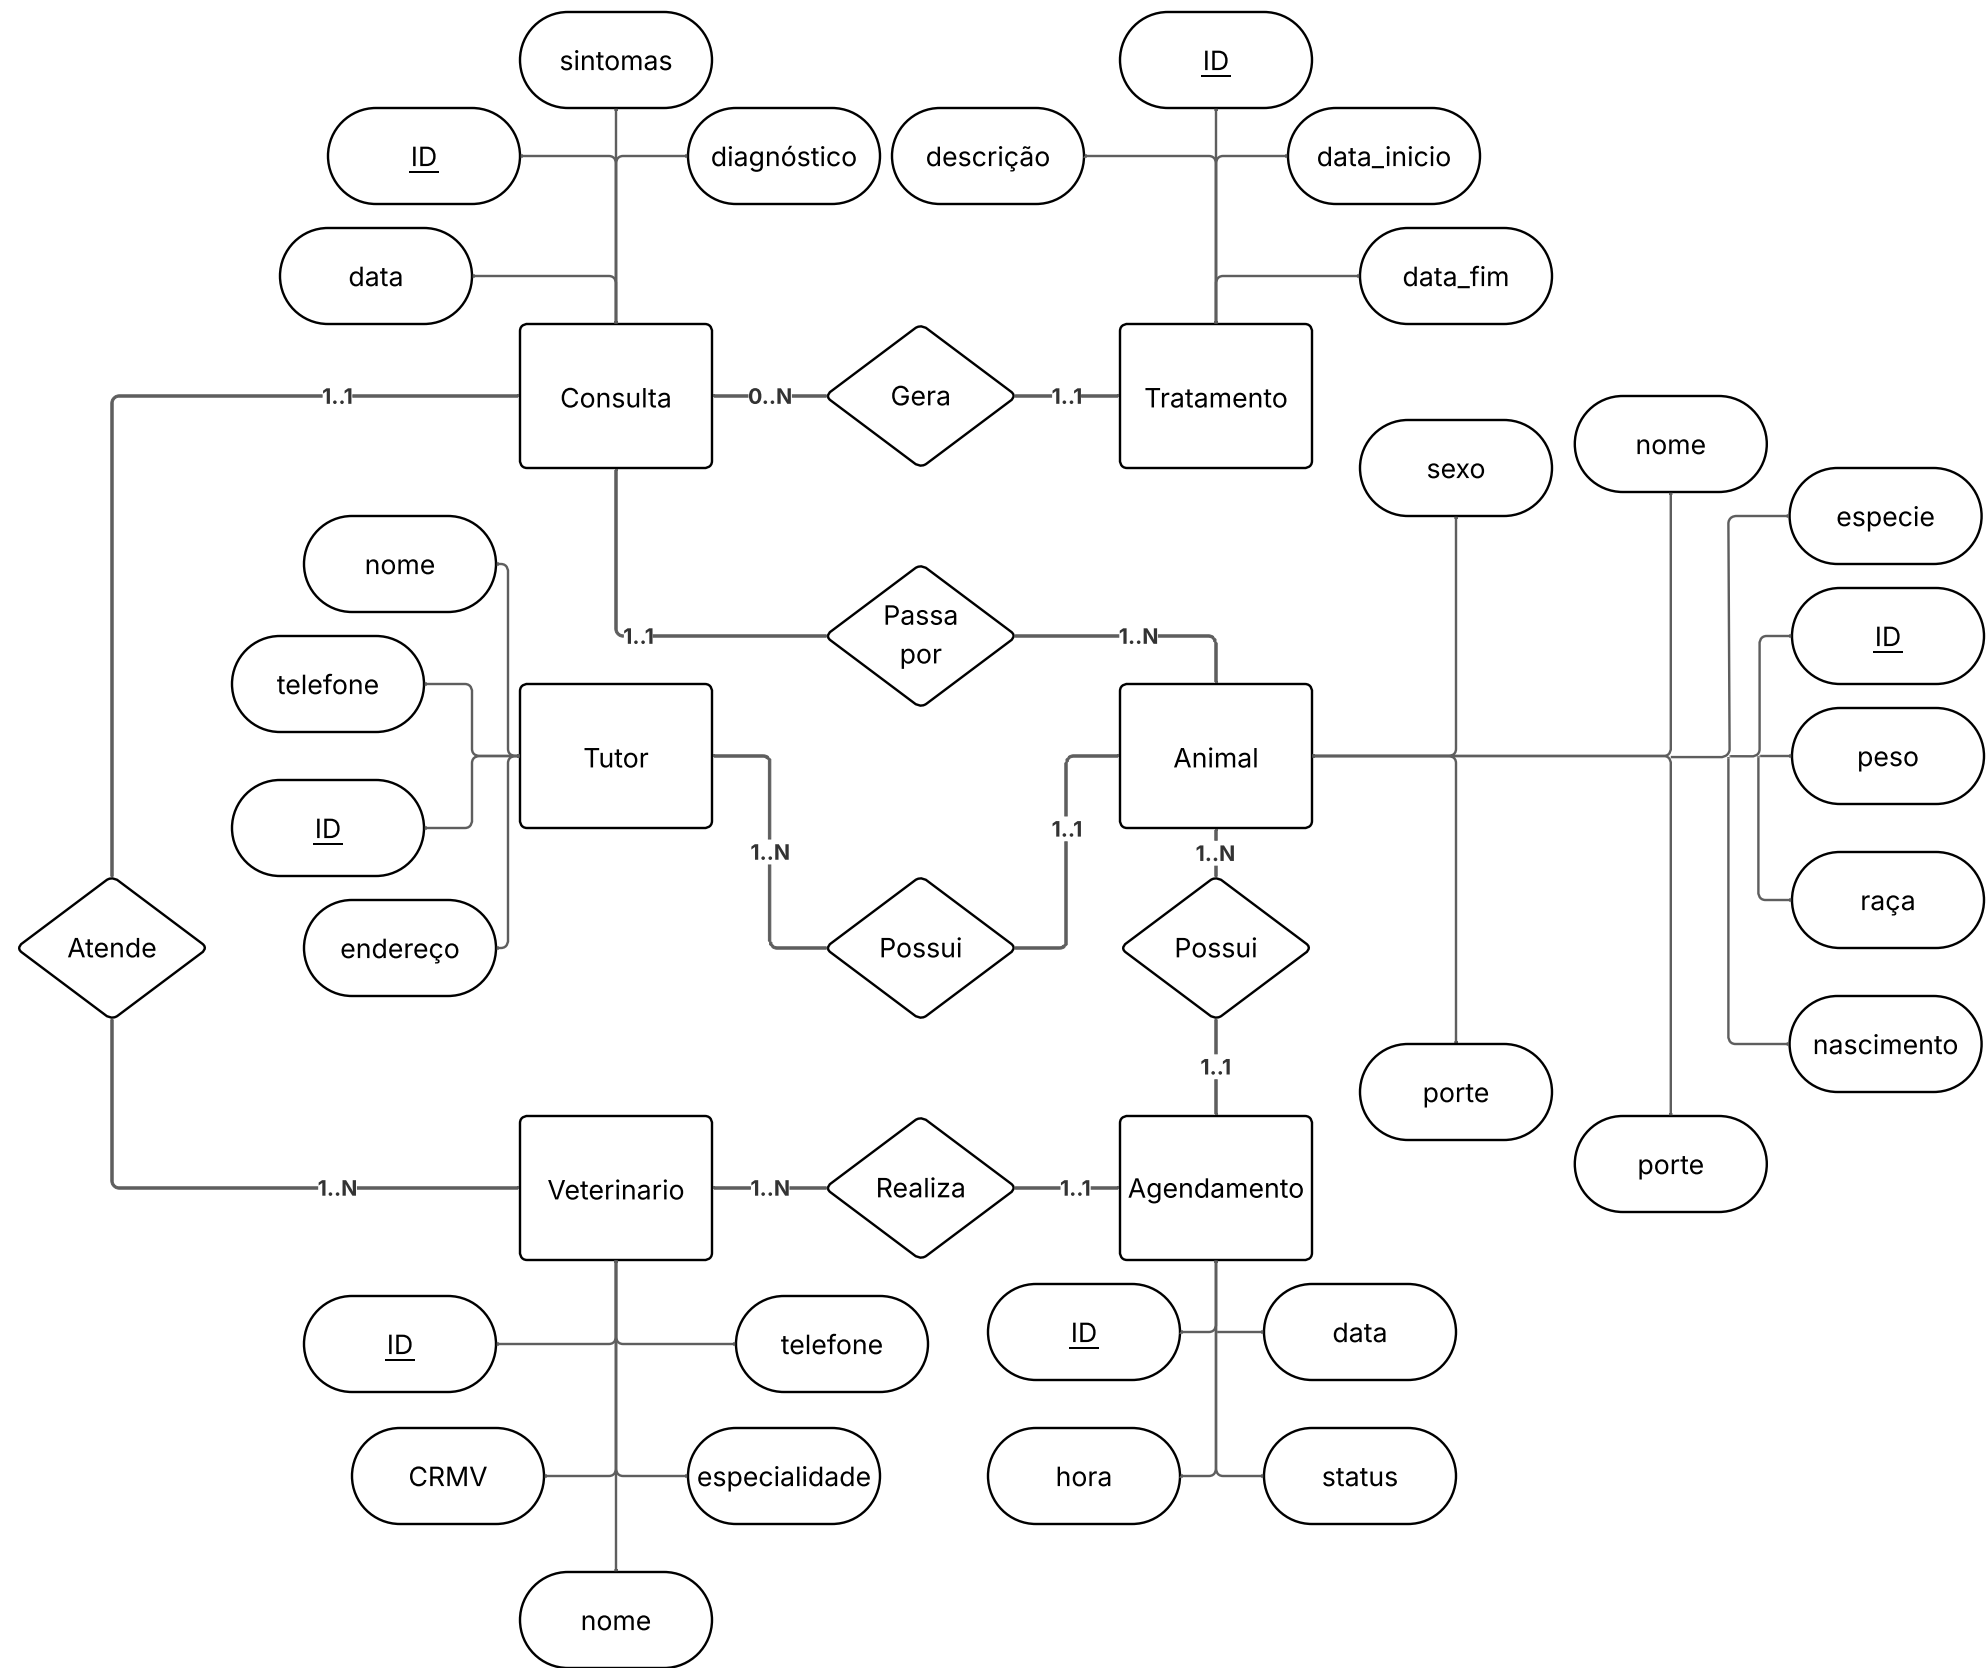 sintomas
ID
ID
diagnóstico
descrição
data_inicio
data
data_fim
1..1
Consulta
0..N
Gera
1..1
Tratamento
nome
sexo
especie
nome
Passa
por
1..1
1..N
ID
telefone
Tutor
Animal
peso
ID
1..N
1..1
1..N
raça
Atende
endereço
Possui
Possui
nascimento
1..1
porte
porte
1..N
Veterinario
1..N
Realiza
1..1
Agendamento
ID
telefone
ID
data
CRMV
especialidade
hora
status
nome